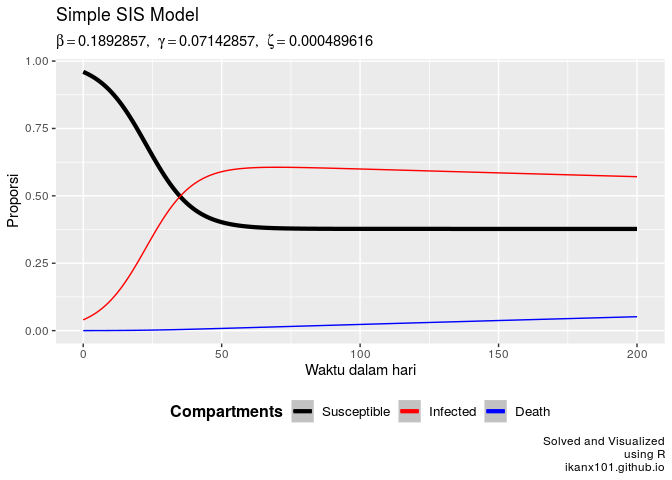 Simple SIS Model
β = 0.1892857, γ = 0.07142857, ζ = 0.000489616
Proporsi
1.00
0.75
0.50
0.25
0.00
0 50 100 150 200
Waktu dalam hari
Compartments Susceptible Infected Death
Solved and Visualized
using R
ikanx101.github.io